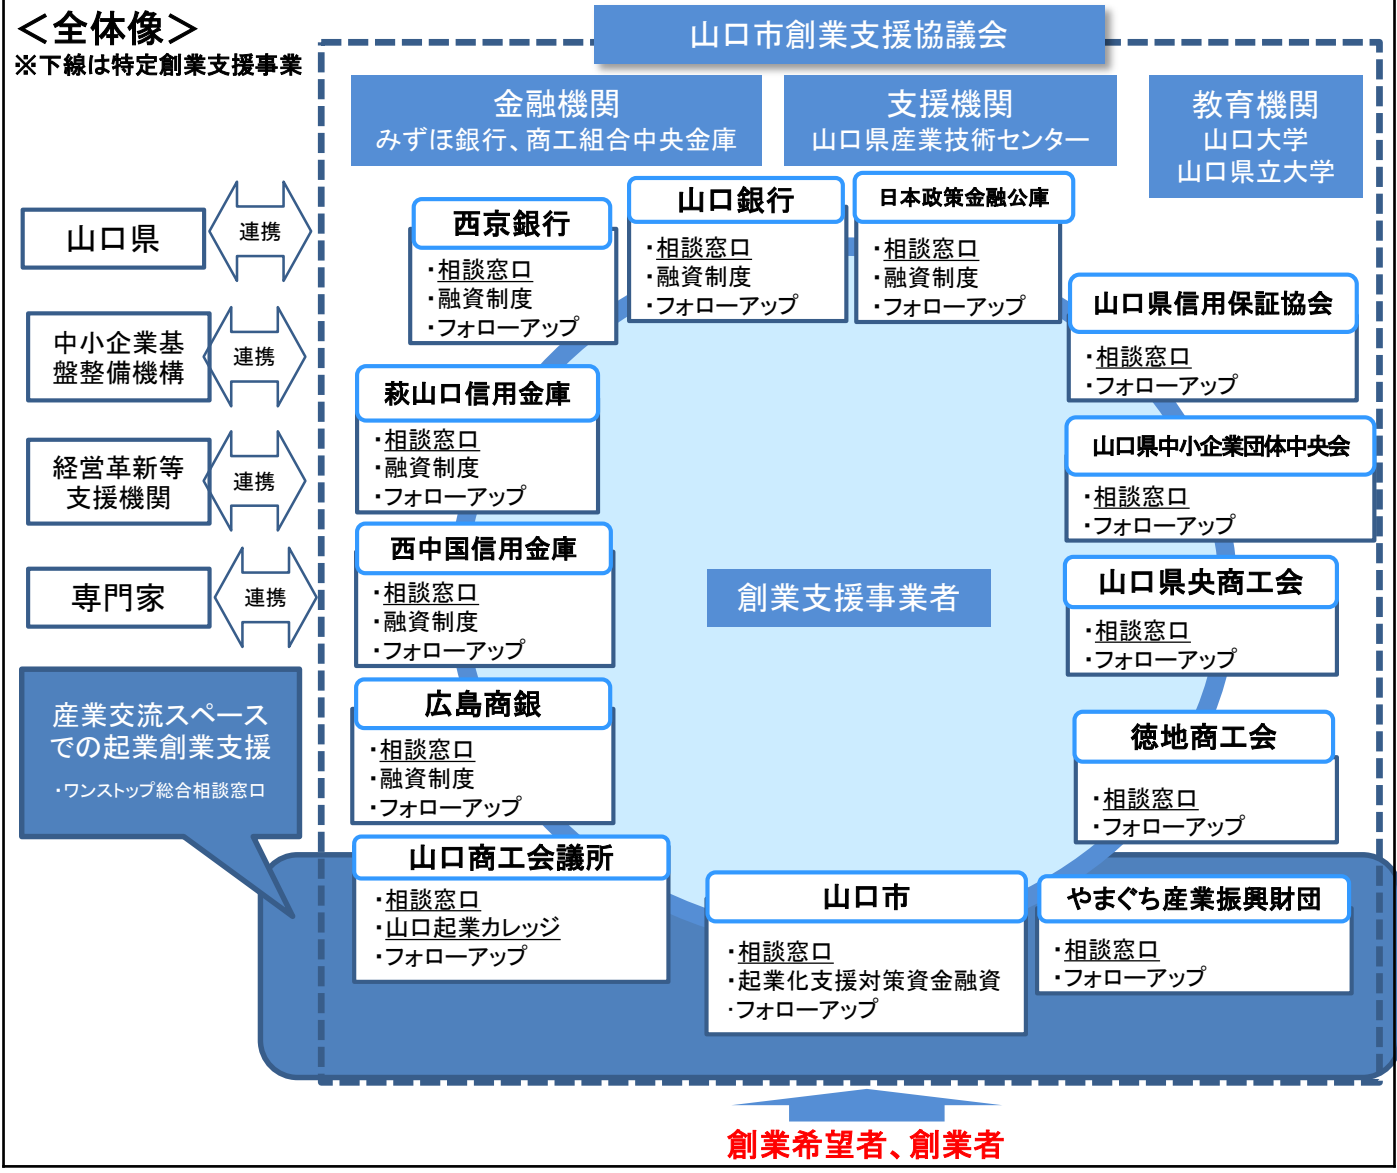 ＜全体像＞
※下線は特定創業支援事業
山口市創業支援協議会
金融機関
みずほ銀行、商工組合中央金庫
支援機関
山口県産業技術センター
教育機関
山口大学
山口県立大学
山口県
連携
中小企業基
盤整備機構
連携
経営革新等
支援機関
連携
専門家
連携
産業交流スペース
での起業創業支援
・ワンストップ総合相談窓口
西京銀行
・相談窓口
・融資制度
・フォローアップ
山口銀行
・相談窓口
・融資制度
・フォローアップ
日本政策金融公庫
・相談窓口
・融資制度
・フォローアップ
山口県信用保証協会
・相談窓口
・フォローアップ
萩山口信用金庫
・相談窓口
・融資制度
・フォローアップ
山口県中小企業団体中央会
・相談窓口
・フォローアップ
西中国信用金庫
・相談窓口
・融資制度
・フォローアップ
創業支援事業者
山口県央商工会
・相談窓口
・フォローアップ
広島商銀
・相談窓口
・融資制度
・フォローアップ
徳地商工会
・相談窓口
・フォローアップ
山口商工会議所
・相談窓口
・山口起業カレッジ
・フォローアップ
山口市
・相談窓口
・起業化支援対策資金融資
・フォローアップ
やまぐち産業振興財団
・相談窓口
・フォローアップ
創業希望者、創業者